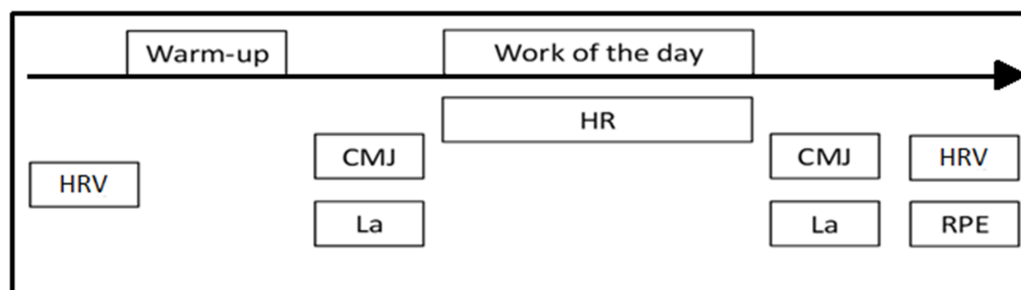 Warm-up
Work of the day
HR
HRV
CMJ
La
CMJ
La
HRV
RPE